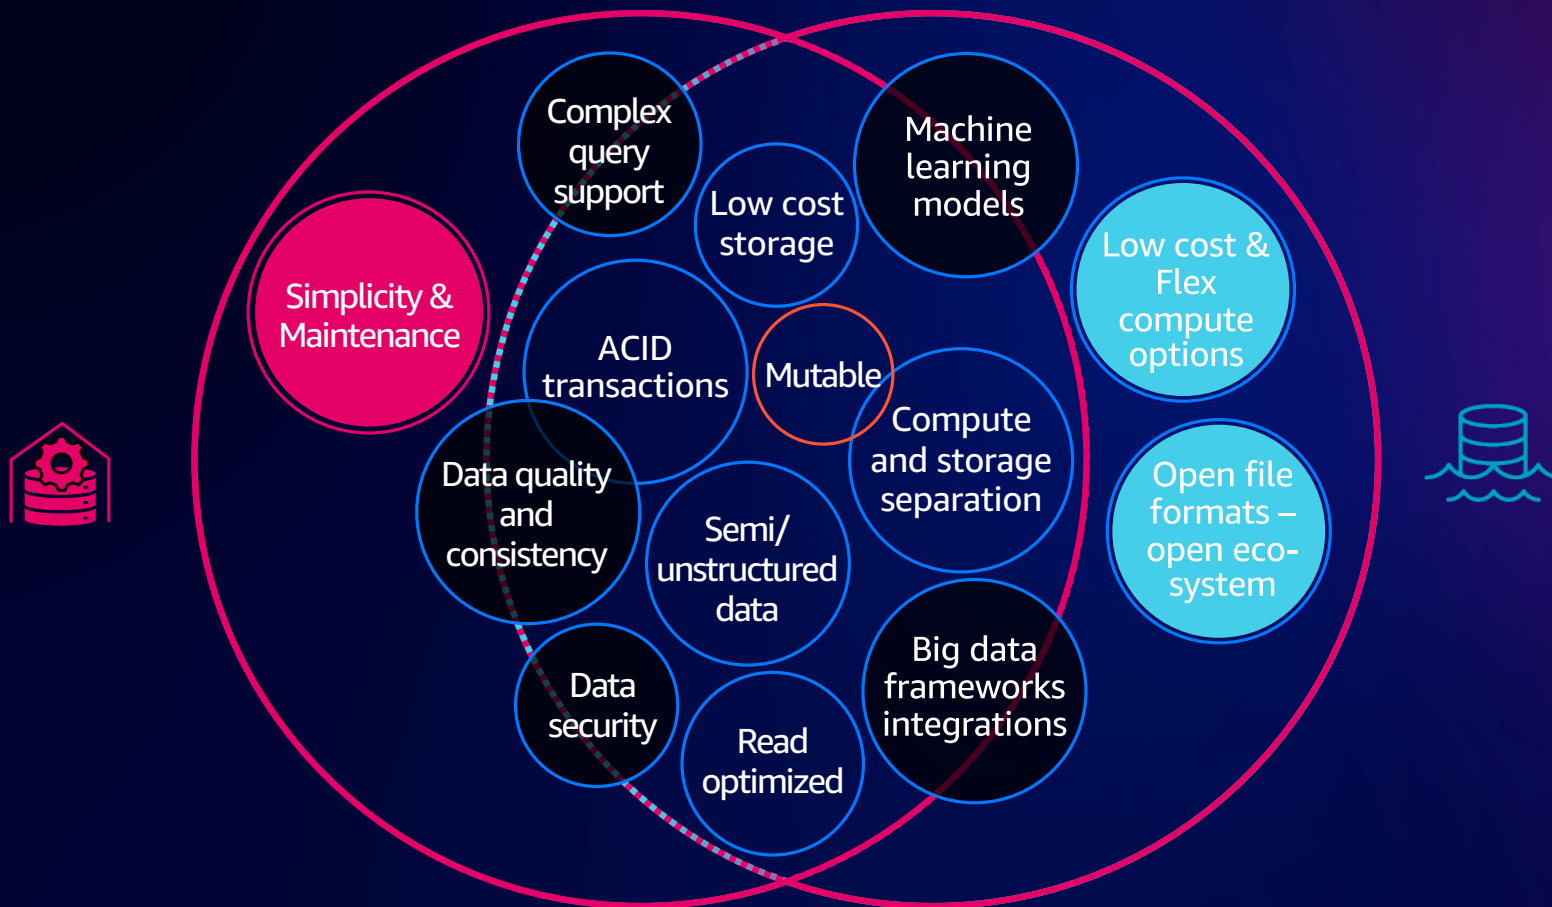 Complex
query
support
Machine
learning
models
Low cost
storage
Low cost &
Flex
compute
options
Simplicity &
Maintenance
ACID
transactions
Mutable
Compute
and storage
separation
Data quality
and
consistency
Open file
formats –
open eco-
system
Semi/
unstructured
data
Big data
frameworks
integrations
Data
security
Read
optimized